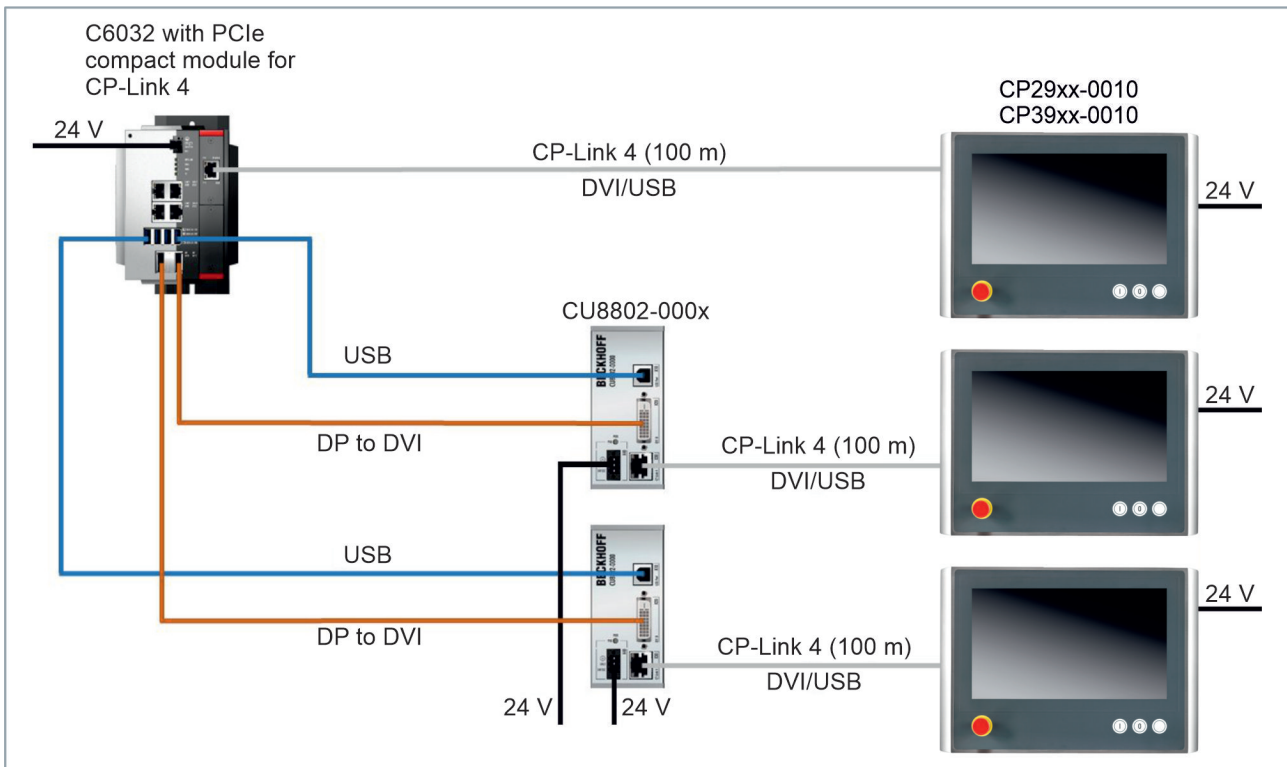 C6032 with PCIe
compact module for
CP-Link 4
24 V
CP29xx-0010
CP39xx-0010
CP-Link 4 (100 m)
DVI/USB
24 V
CU8802-000x
USB
BECKHOFF
DP to DVI
CP-Link 4 (100 m)
DVI/USB
24 V
USB
BECKHOFF
DP to DVI
CP-Link 4 (100 m)
DVI/USB
24 V
24 V
24 V